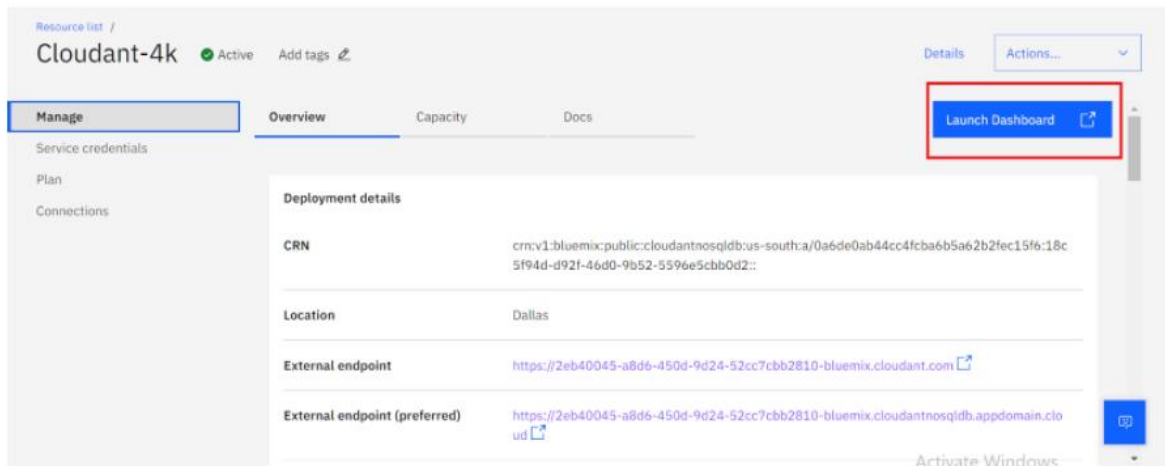 Resource list /
Cloudant-4k Active Add tags Details Actions...
Manage Overview Capacity Docs Launch Dashboard
Service credentials
Plan
Connections
Deployment details
CRN crn:v1:bluemix:public:cloudantnosqldb:us-south:a/0a6de0ab44cc4fcba6b5a62b2fec15f6:18c
5f94d-d92f-46d0-9b52-5596e5cbb0d2::
Location Dallas
External endpoint https://2eb40045-a8d6-450d-9d24-52cc7cbb2810-bluemix.cloudant.com
External endpoint (preferred) https://2eb40045-a8d6-450d-9d24-52cc7cbb2810-bluemix.cloudantnosqldb.appdomain.clo
ud
Activate Windows